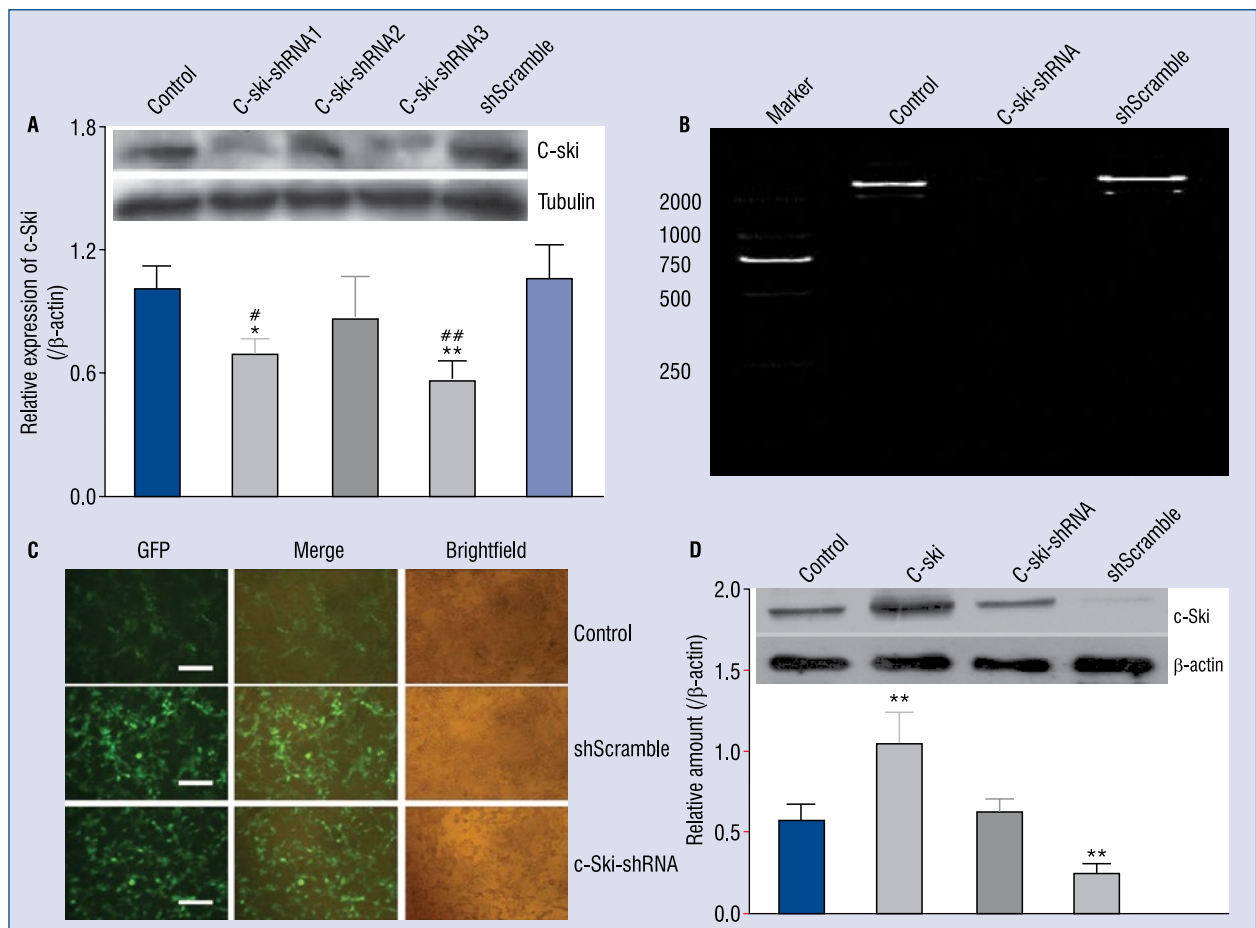 A
Control
C-ski-shRNA1
C-ski-shRNA2
C-ski-shRNA3
shScramble
C-ski
Tubulin
Relative expression of c-Ski
(/β-actin)
1.8
1.2
0.6
0.0
#
*
##
**
B
Marker
Control
C-ski-shRNA
shScramble
2000
1000
750
500
250
C
GFP
Merge
Brightfield
Control
shScramble
c-Ski-shRNA
D
Control
C-ski
C-ski-shRNA
shScramble
c-Ski
β-actin
Relative amount (/β-actin)
2.0
1.5
1.0
0.5
0.0
**
**